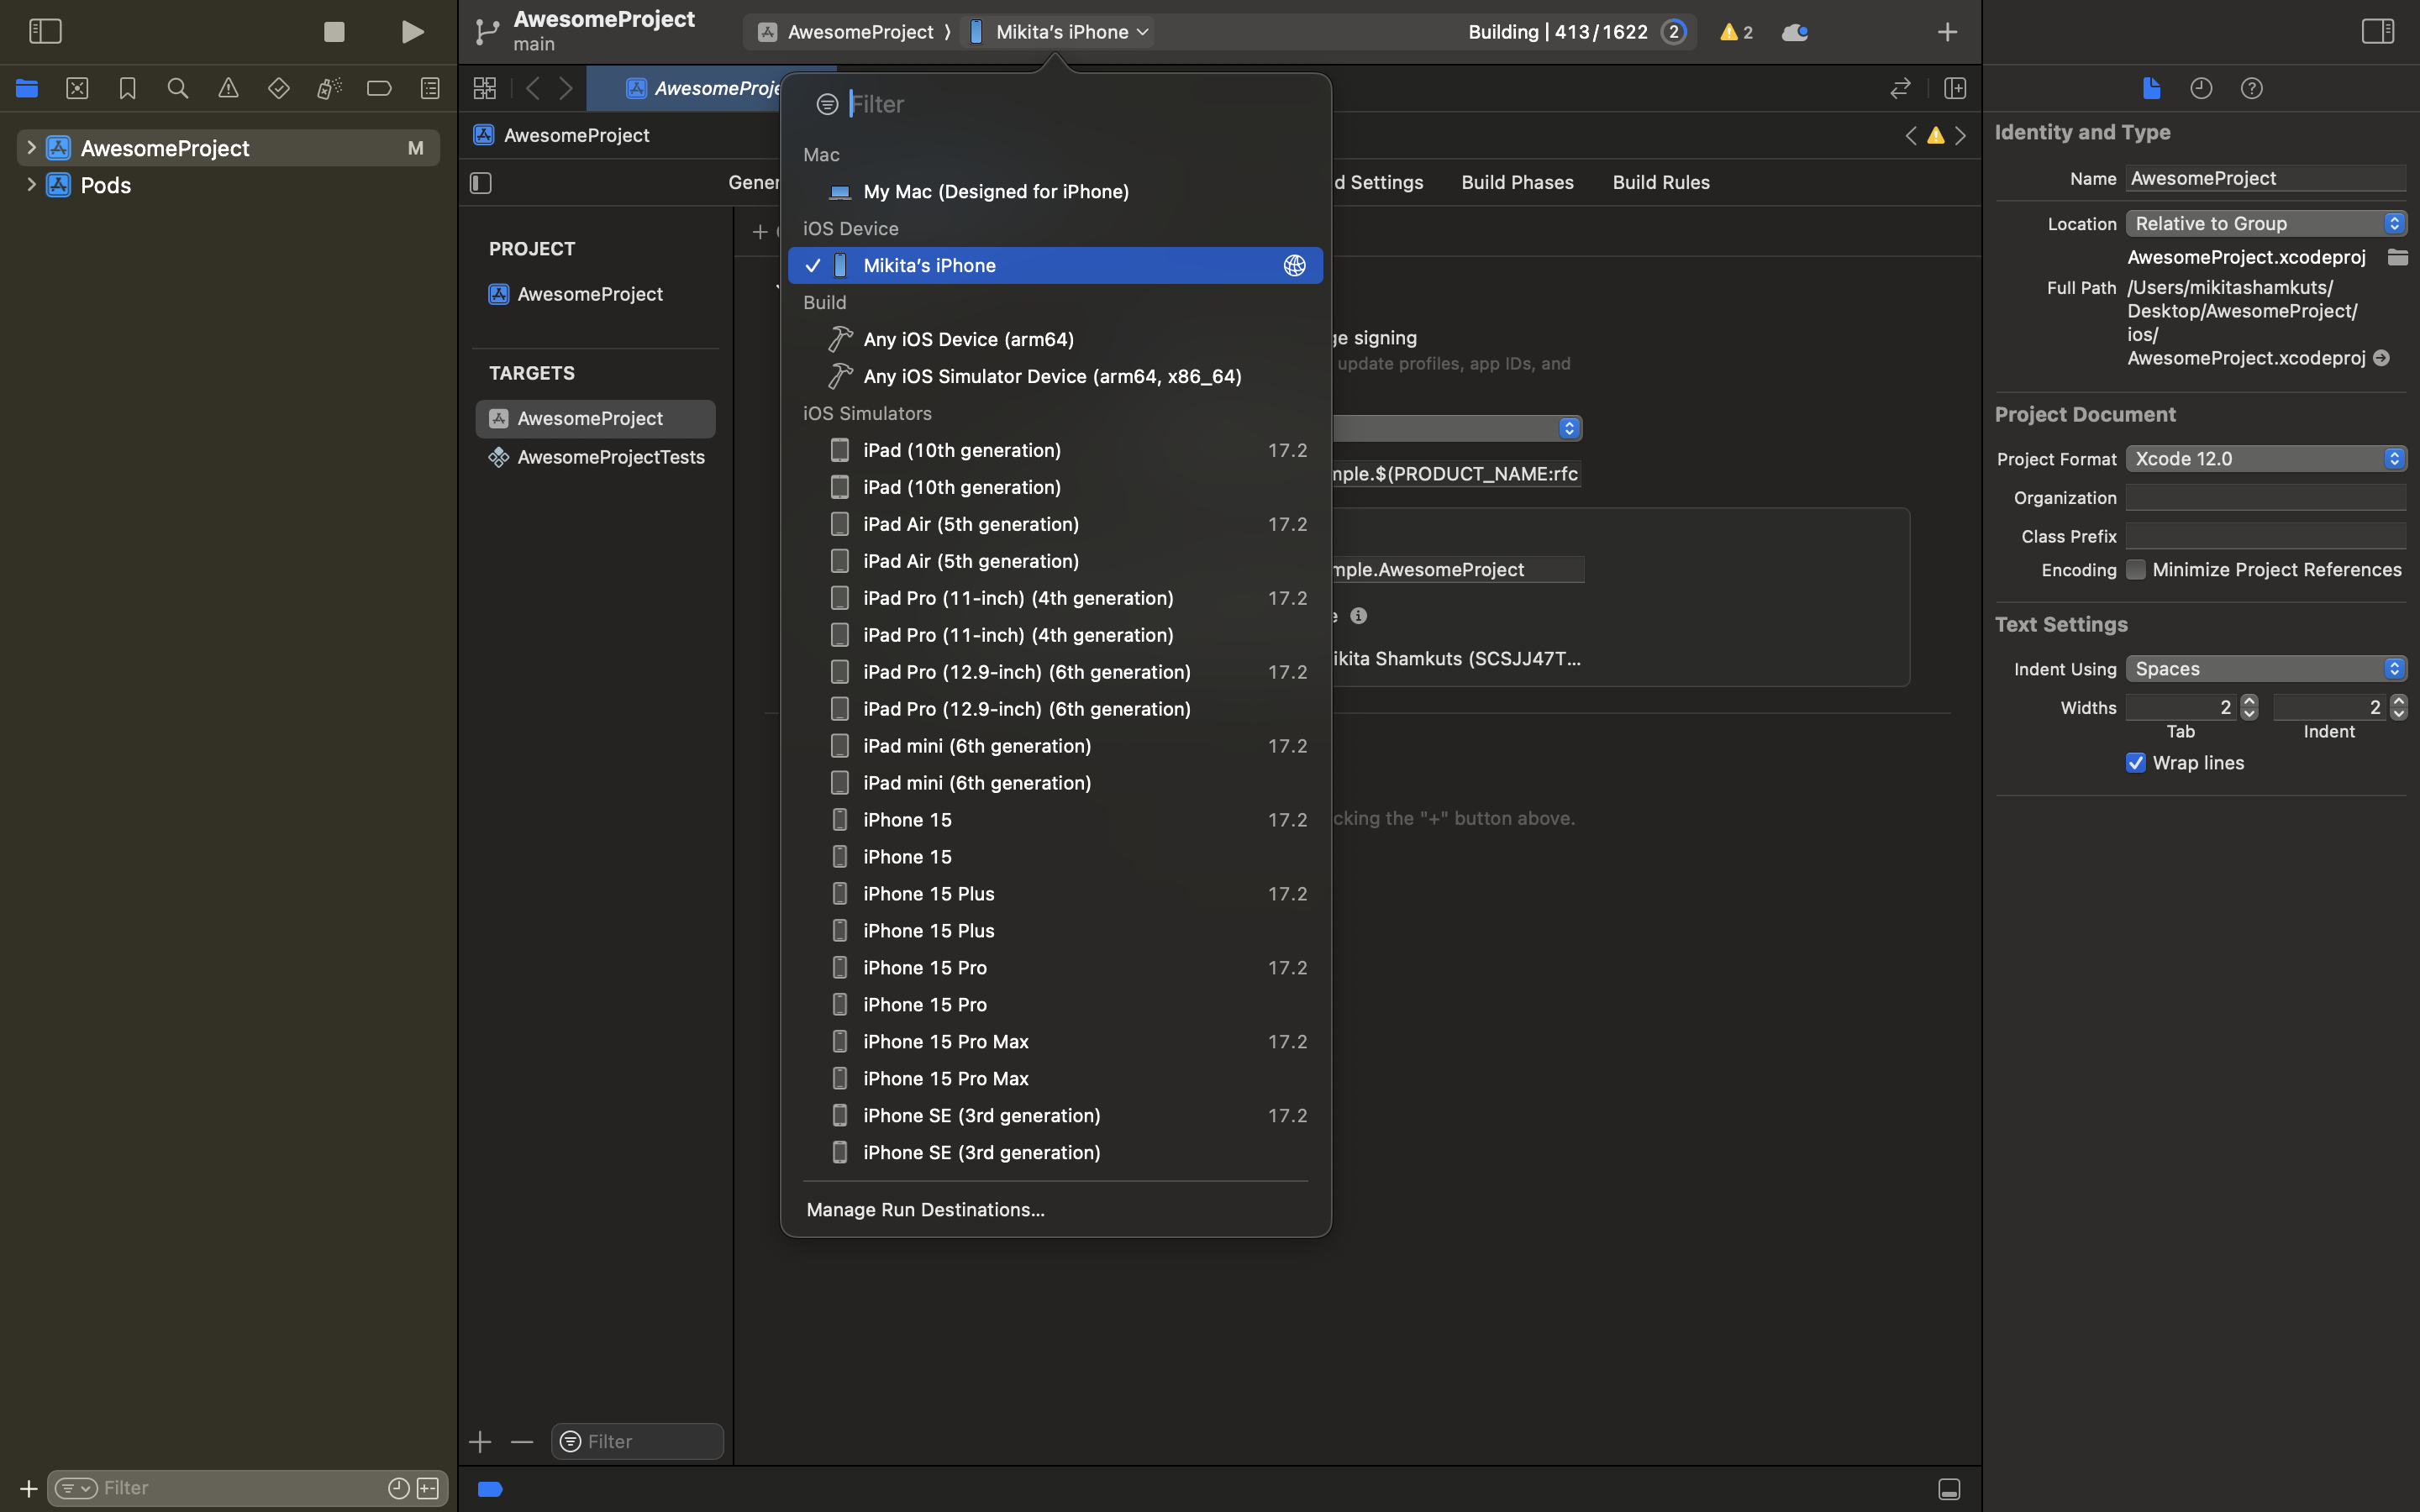 AwesomeProject
main
AwesomeProject
Mikita’s iPhone
Building | 413/1622
2
2
AwesomeProject
M
Pods
AwesomeProje
AwesomeProject
Gener
d Settings
Build Phases
Build Rules
PROJECT
AwesomeProject
TARGETS
AwesomeProject
AwesomeProjectTests
Filter
Filter
Filter
Mac
My Mac (Designed for iPhone)
iOS Device
Mikita’s iPhone
Build
Any iOS Device (arm64)
Any iOS Simulator Device (arm64, x86_64)
iOS Simulators
iPad (10th generation) 17.2
iPad (10th generation)
iPad Air (5th generation) 17.2
iPad Air (5th generation)
iPad Pro (11-inch) (4th generation) 17.2
iPad Pro (11-inch) (4th generation)
iPad Pro (12.9-inch) (6th generation) 17.2
iPad Pro (12.9-inch) (6th generation)
iPad mini (6th generation) 17.2
iPad mini (6th generation)
iPhone 15 17.2
iPhone 15
iPhone 15 Plus 17.2
iPhone 15 Plus
iPhone 15 Pro 17.2
iPhone 15 Pro
iPhone 15 Pro Max 17.2
iPhone 15 Pro Max
iPhone SE (3rd generation) 17.2
iPhone SE (3rd generation)
Manage Run Destinations...
ge signing
update profiles, app IDs, and
mple.$(PRODUCT_NAME:rfc
mple.AwesomeProject
e
ikita Shamkuts (SCSJJ47T...
cking the "+" button above.
Identity and Type
Name AwesomeProject
Location Relative to Group
AwesomeProject.xcodeproj
Full Path /Users/mikitashamkuts/
Desktop/AwesomeProject/
ios/
AwesomeProject.xcodeproj
Project Document
Project Format Xcode 12.0
Organization
Class Prefix
Encoding Minimize Project References
Text Settings
Indent Using Spaces
Widths 2 2
Tab Indent
Wrap lines